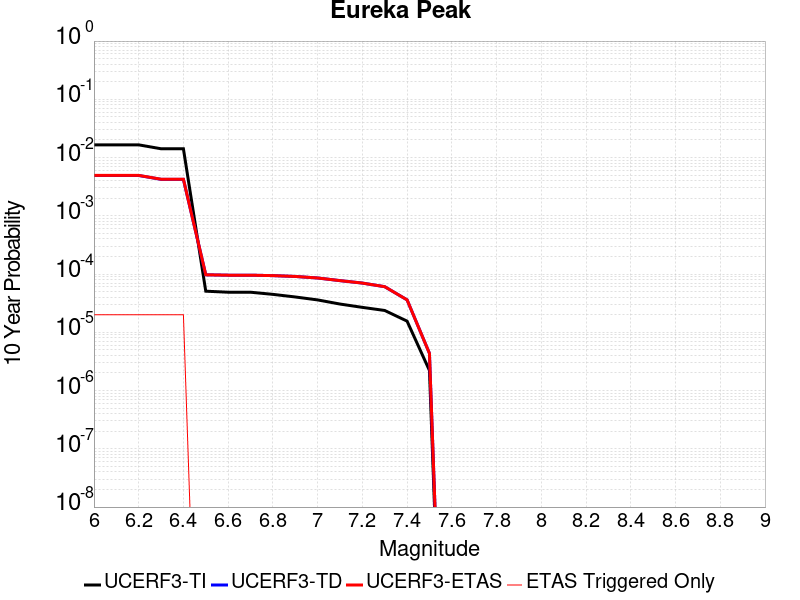 Eureka Peak
10 0
10 -1
10 -2
10 -3
10 -4
10 -5
10 -6
10 -7
10 -8
10 Year Probability
6 6.2 6.4 6.6 6.8 7 7.2 7.4 7.6 7.8 8 8.2 8.4 8.6 8.8 9
Magnitude
UCERF3-TI UCERF3-TD UCERF3-ETAS ETAS Triggered Only